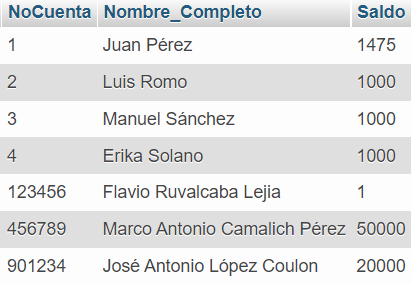 NoCuenta Nombre_Completo Saldo
1 Juan Pérez 1475
2 Luis Romo 1000
3 Manuel Sánchez 1000
4 Erika Solano 1000
123456 Flavio Ruvalcaba Lejia 1
456789 Marco Antonio Camalich Pérez 50000
901234 José Antonio López Coulon 20000